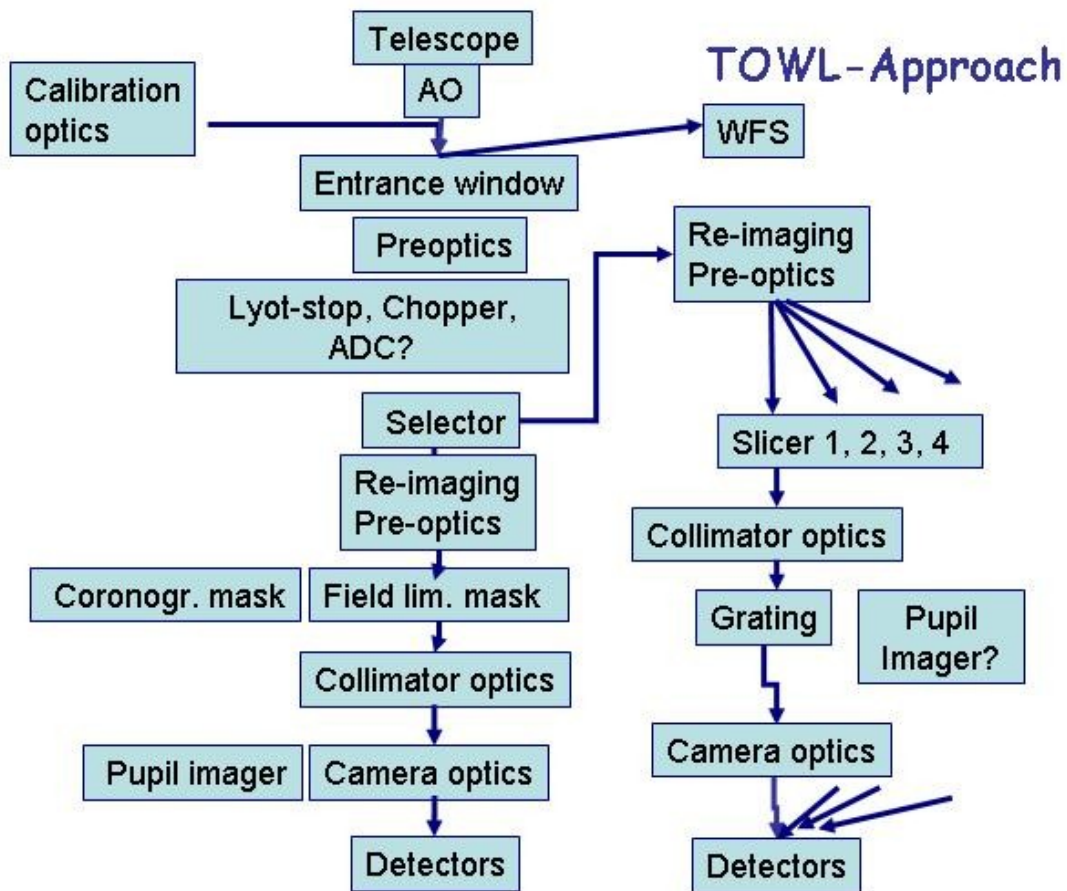 Telescope
TOWL-Approach
Calibration
optics
AO
WFS
Entrance window
Preoptics
Re-imaging
Pre-optics
Lyot-stop, Chopper,
ADC?
Selector
Slicer 1, 2, 3, 4
Re-imaging
Pre-optics
Collimator optics
Coronogr. mask
Field lim. mask
Grating
Pupil
Imager?
Collimator optics
Camera optics
Pupil imager
Camera optics
Detectors
Detectors